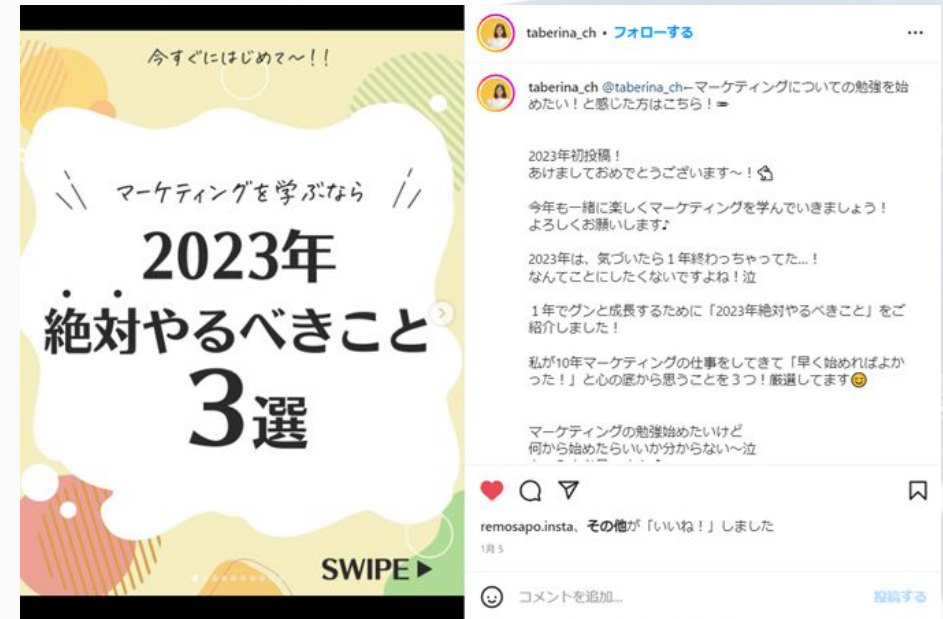 今すぐにはじめて〜!!
マーケティングを学ぶなら
2023年
絶対やるべきこと
3選
SWIPE▶
taberina_ch • フォローする
taberina_ch @taberina_ch←マーケティングについての勉強を始
めたい！と感じた方はこちら！
2023年初投稿！
あけましておめでとうございます〜！
今年も一緒に楽しくマーケティングを学んでいきましょう！
よろしくお願いします♪
2023年は、気づいたら１年終わっちゃってた...！
なんてことにしたくないですよね！泣
１年でグンと成長するために「2023年絶対やるべきこと」をご
紹介しました！
私が10年マーケティングの仕事をしてきて「早く始めればよか
った！」と心の底から思うことを３つ！厳選してます😊
マーケティングの勉強始めたいけど
何から始めたらいいか分からない〜泣
remosapo.insta、その他が「いいね！」しました
1月 5
コメントを追加...
投稿する